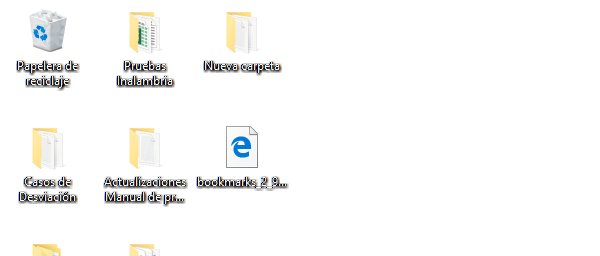 Papelera de
reciclaje
Pruebas
Inalambria
Nueva carpeta
Casos de
Desviación
Actualizaciones
Manual de pr...
bookmarks_2_9...